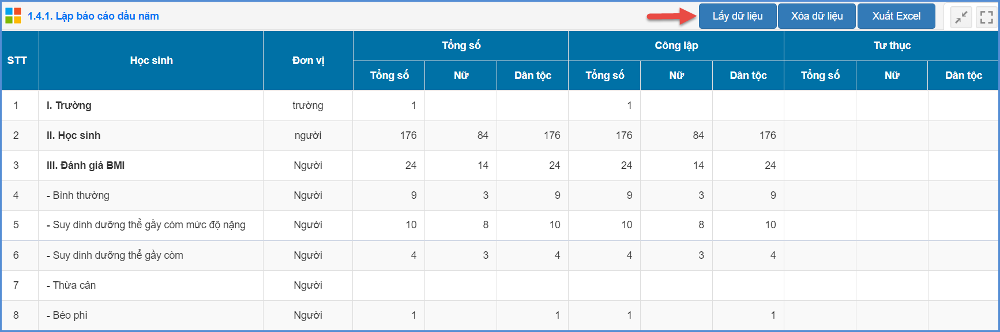 1.4.1. Lập báo cáo đầu năm
Lấy dữ liệu Xóa dữ liệu Xuất Excel
STT Học sinh Đơn vị Tổng số Công lập Tư thục
Tổng số Nữ Dân tộc Tổng số Nữ Dân tộc Tổng số Nữ Dân tộc
1 I. Trường trường 1 1
2 II. Học sinh người 176 84 176 176 84 176
3 III. Đánh giá BMI Người 24 14 24 24 14 24
4 - Bình thường Người 9 3 9 9 3 9
5 - Suy dinh dưỡng thể gầy còm mức độ nặng Người 10 8 10 10 8 10
6 - Suy dinh dưỡng thể gầy còm Người 4 3 4 4 3 4
7 - Thừa cân Người
8 - Béo phì Người 1 1 1 1